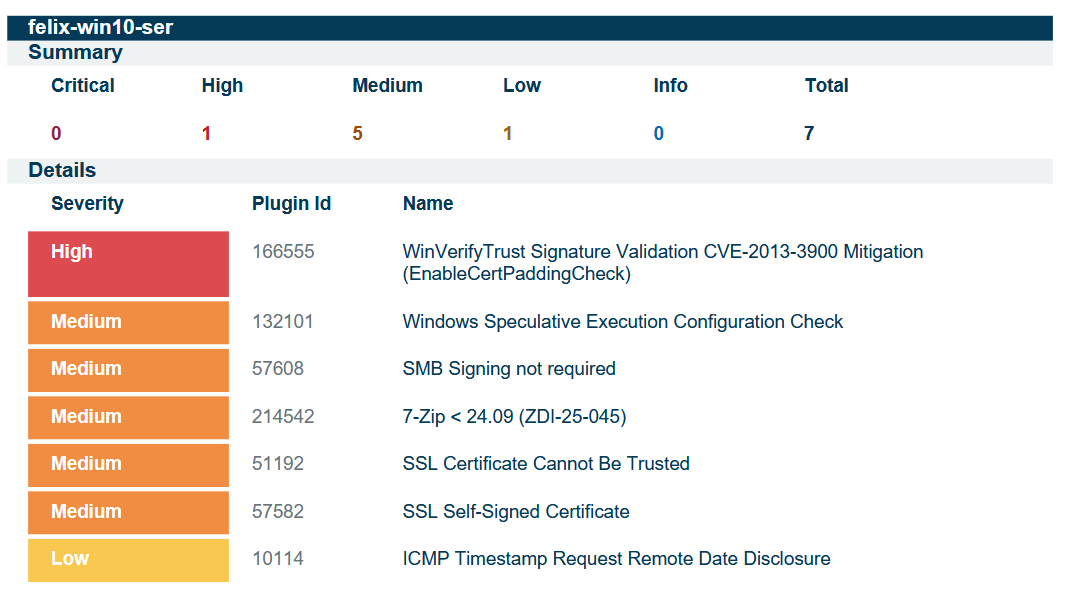 felix-win10-ser
Summary
Critical High Medium Low Info Total
0 1 5 1 0 7
Details
Severity Plugin Id Name
High 166555 WinVerifyTrust Signature Validation CVE-2013-3900 Mitigation
(EnableCertPaddingCheck)
Medium 132101 Windows Speculative Execution Configuration Check
Medium 57608 SMB Signing not required
Medium 214542 7-Zip < 24.09 (ZDI-25-045)
Medium 51192 SSL Certificate Cannot Be Trusted
Medium 57582 SSL Self-Signed Certificate
Low 10114 ICMP Timestamp Request Remote Date Disclosure